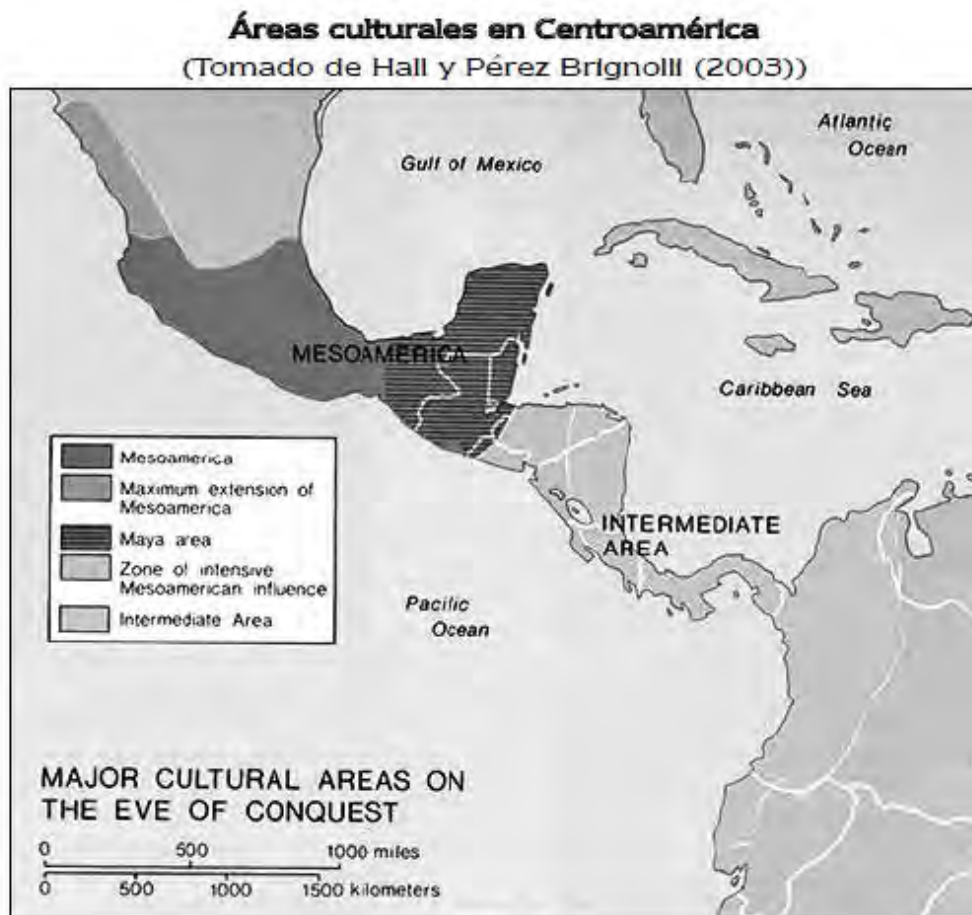 Áreas culturales en Centroamérica
(Tomado de Hall y Pérez Brignolli (2003))
Atlantic
Ocean
Gulf of Mexico
MESOAMERICA
Caribbean Sea
Mesoamerica
Maximum extension of
Mesoamerica
Maya area
Zone of intensive
Mesoamerican influence
Intermediate Area
INTERMEDIATE
AREA
Pacific
Ocean
MAJOR CULTURAL AREAS ON
THE EVE OF CONQUEST
0 500 1000 miles
0 500 1000 1500 kilometers